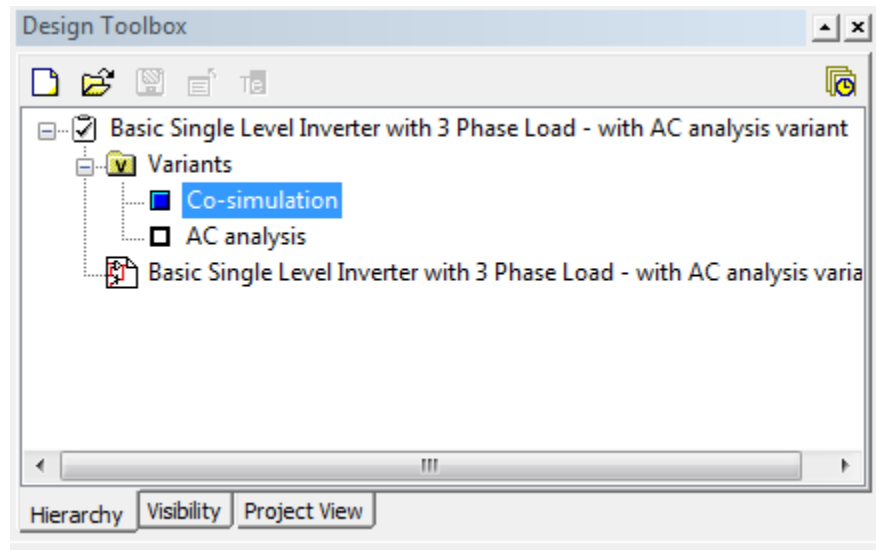 Design Toolbox
Te
Basic Single Level Inverter with 3 Phase Load - with AC analysis variant
V Variants
Co-simulation
AC analysis
Basic Single Level Inverter with 3 Phase Load - with AC analysis varia
Hierarchy Visibility Project View